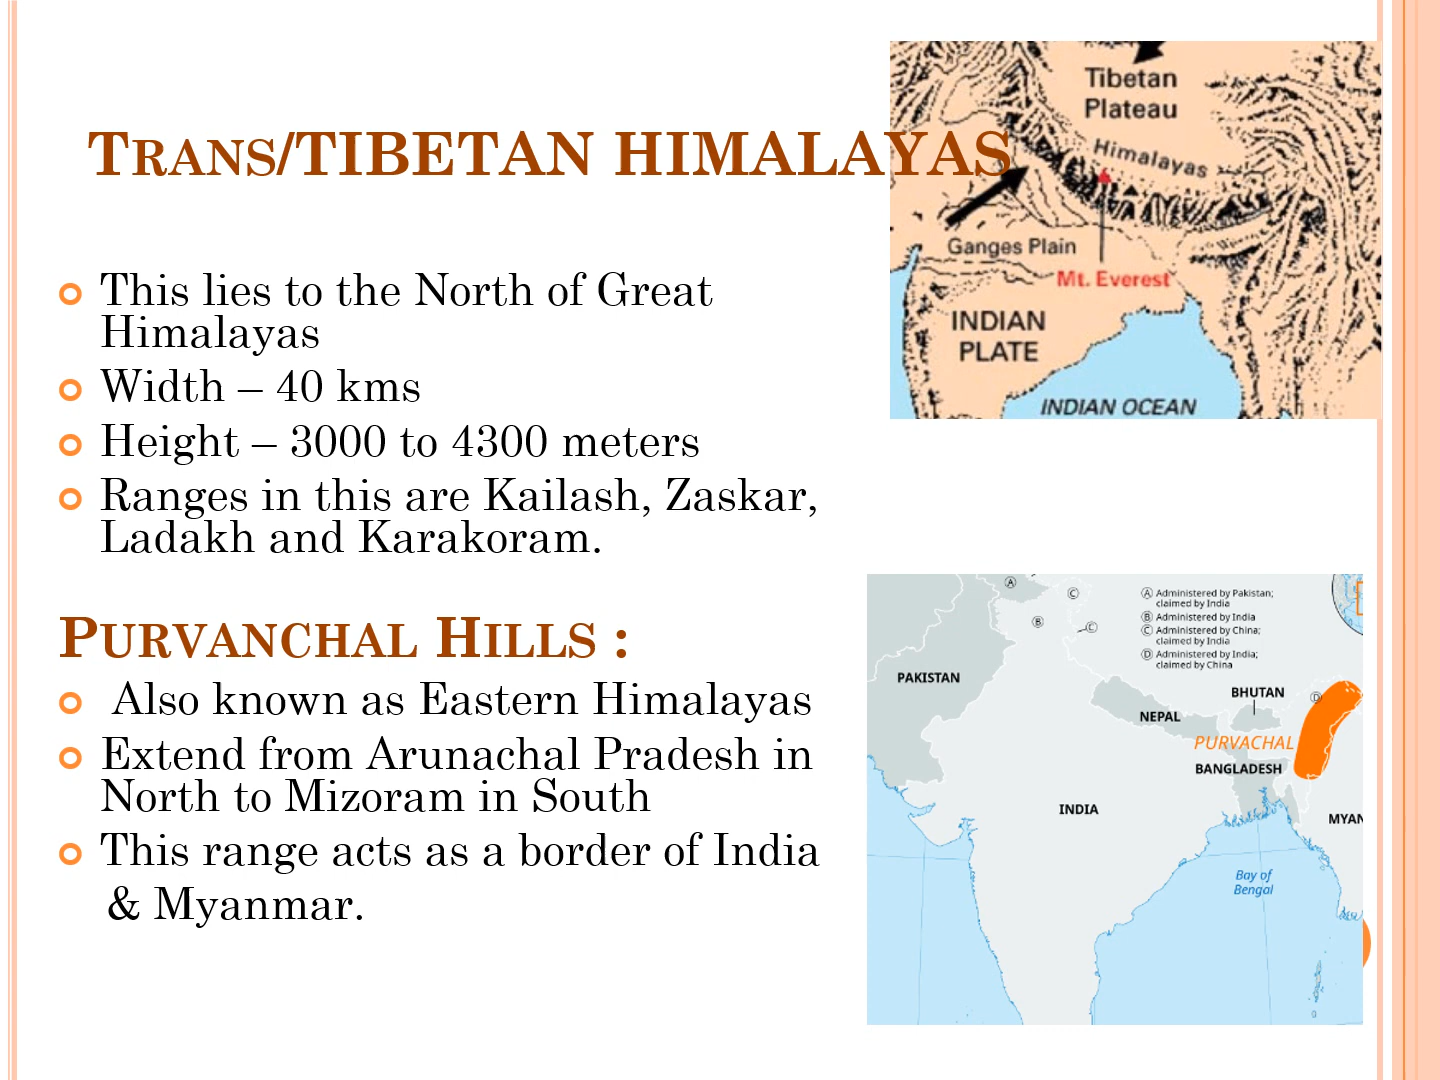 TRANS/TIBETAN HIMALAYAS
This lies to the North of Great
Himalayas
Width – 40 kms
Height – 3000 to 4300 meters
Ranges in this are Kailash, Zaskar,
Ladakh and Karakoram.
PURVANCHAL HILLS :
Also known as Eastern Himalayas
Extend from Arunachal Pradesh in
North to Mizoram in South
This range acts as a border of India
& Myanmar.
Tibetan
Plateau
Himalayas
Ganges Plain
Mt. Everest
INDIAN
PLATE
INDIAN OCEAN
A
C
B
C
A Administered by Pakistan;
claimed by India
B Administered by India
C Administered by China;
claimed by India
D Administered by India;
claimed by China
PAKISTAN
BHUTAN
D
NEPAL
PURVACHAL
BANGLADESH
INDIA
MYAN
Bay of
Bengal